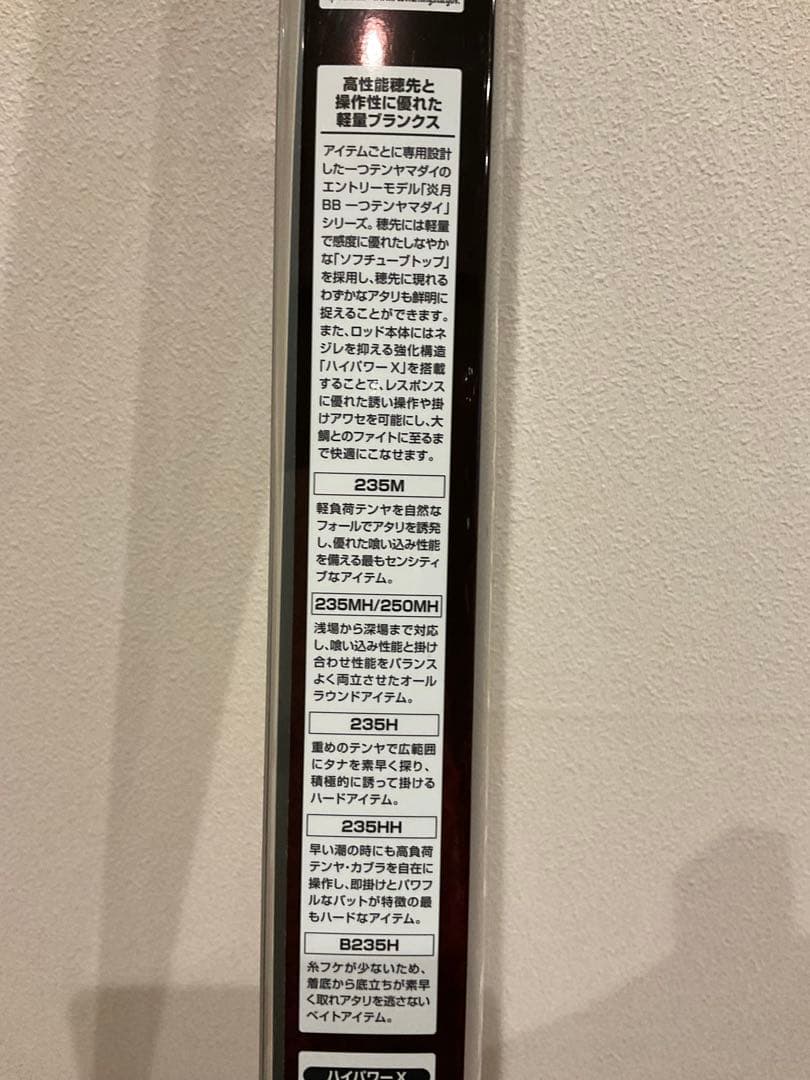 高性能穂先と
操作性に優れた
軽量ブランクス
アイテムごとに専用設計
した一つテンヤマダイの
エントリーモデル「炎月
BB 一つテンヤマダイ」
シリーズ。穂先には軽量
で感度に優れたしなやか
な「ソフチューブトップ」
を採用し、穂先に現れる
わずかなアタリも鮮明に
捉えることができます。
また、ロッド本体にはネ
ジレを抑える強化構造
「ハイパワーX」を搭載
することで、レスポンス
に優れた誘い操作や掛
けアワセを可能にし、大
鯛とのファイトに至るま
で快適にこなせます。
235M
軽負荷テンヤを自然な
フォールでアタリを誘発
し、優れた喰い込み性能
を備える最もセンシティ
ブなアイテム。
235MH/250MH
浅場から深場まで対応
し、喰い込み性能と掛け
合わせ性能をバランス
よく両立させたオール
ラウンドアイテム。
235H
重めのテンヤで広範囲
にタナを素早く探り、
積極的に誘って掛ける
ハードアイテム。
235HH
早い潮の時にも高負荷
テンヤ・カブラを自在に
操作し、即掛けとパワフ
ルなバットが特徴の最
もハードなアイテム。
B235H
糸フケが少ないため、
着底から底立ちが素早
く取れアタリを逃さない
ベイトアイテム。
ハイパワーX